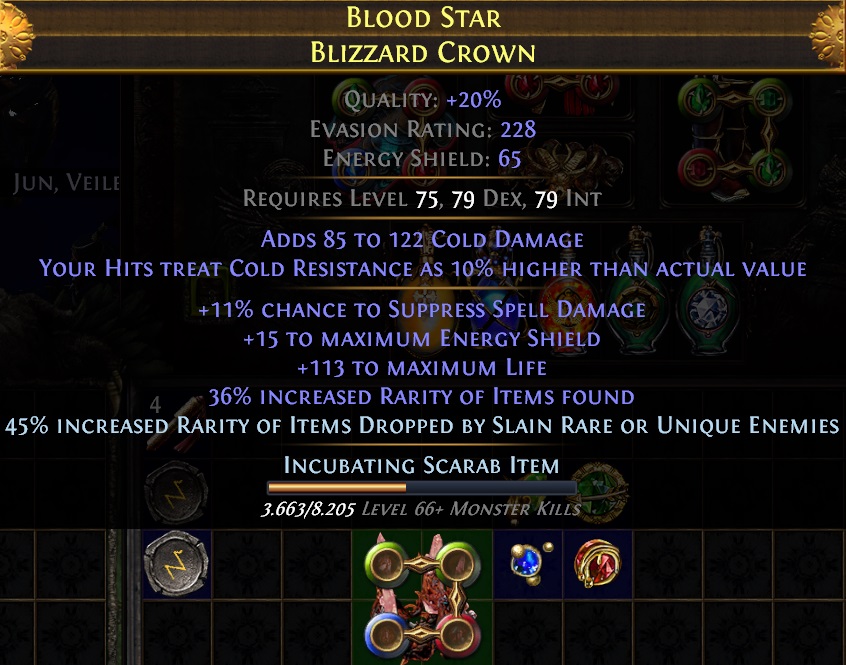 Blood Star
Blizzard Crown
Quality: +20%
Evasion Rating: 228
Energy Shield: 65
Jun, Veile
Requires Level 75, 79 Dex, 79 Int
Adds 85 to 122 Cold Damage
Your Hits treat Cold Resistance as 10% higher than actual value
+11% chance to Suppress Spell Damage
+15 to maximum Energy Shield
+113 to maximum Life
36% increased Rarity of Items found
4
45% increased Rarity of Items Dropped by Slain Rare or Unique Enemies
Incubating Scarab Item
3.663/8.205 Level 66+ Monster Kills